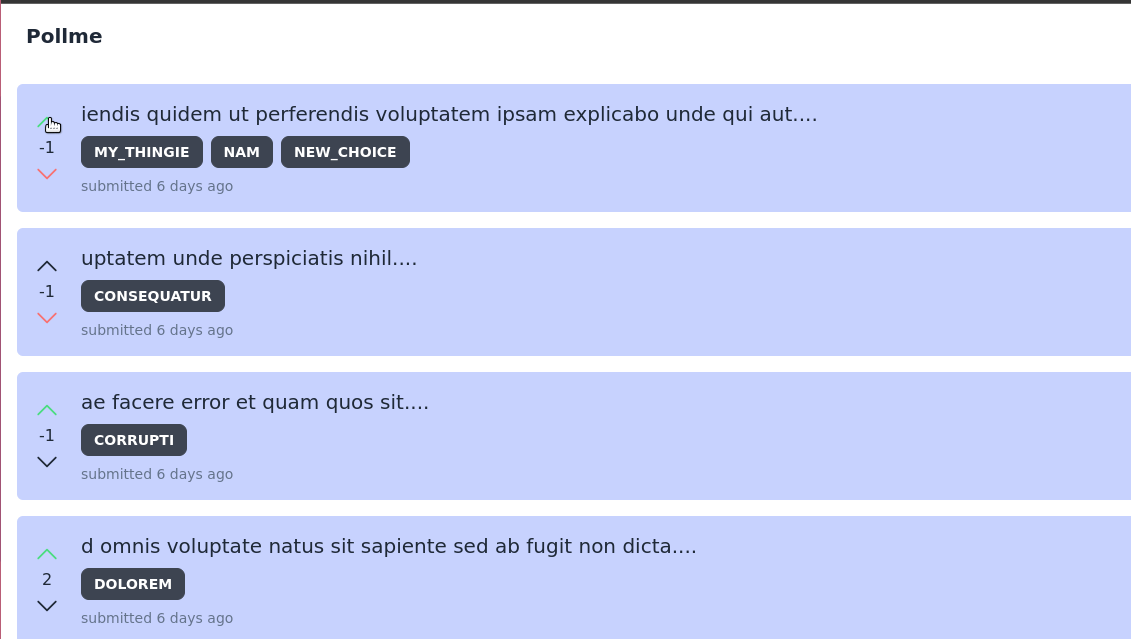 Pollme
iendis quidem ut perferendis voluptatem ipsam explicabo unde qui aut....
-1
MY_THINGIE NAM NEW_CHOICE
submitted 6 days ago
uptatem unde perspiciatis nihil....
-1
CONSEQUATUR
submitted 6 days ago
ae facere error et quam quos sit....
-1
CORRUPTI
submitted 6 days ago
d omnis voluptate natus sit sapiente sed ab fugit non dicta....
2
DOLOREM
submitted 6 days ago